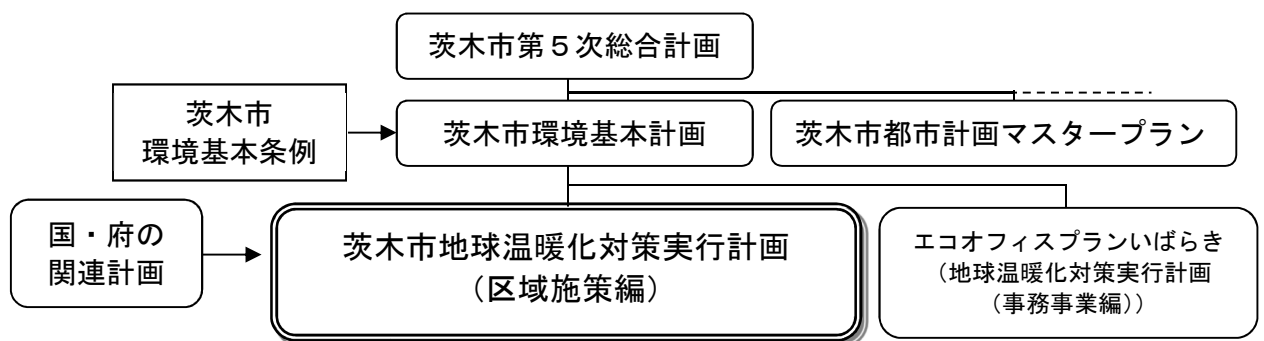 茨木市第５次総合計画
茨木市
環境基本条例
茨木市環境基本計画
茨木市都市計画マスタープラン
国・府の
関連計画
茨木市地球温暖化対策実行計画
（区域施策編）
エコオフィスプランいばらき
（地球温暖化対策実行計画
（事務事業編））